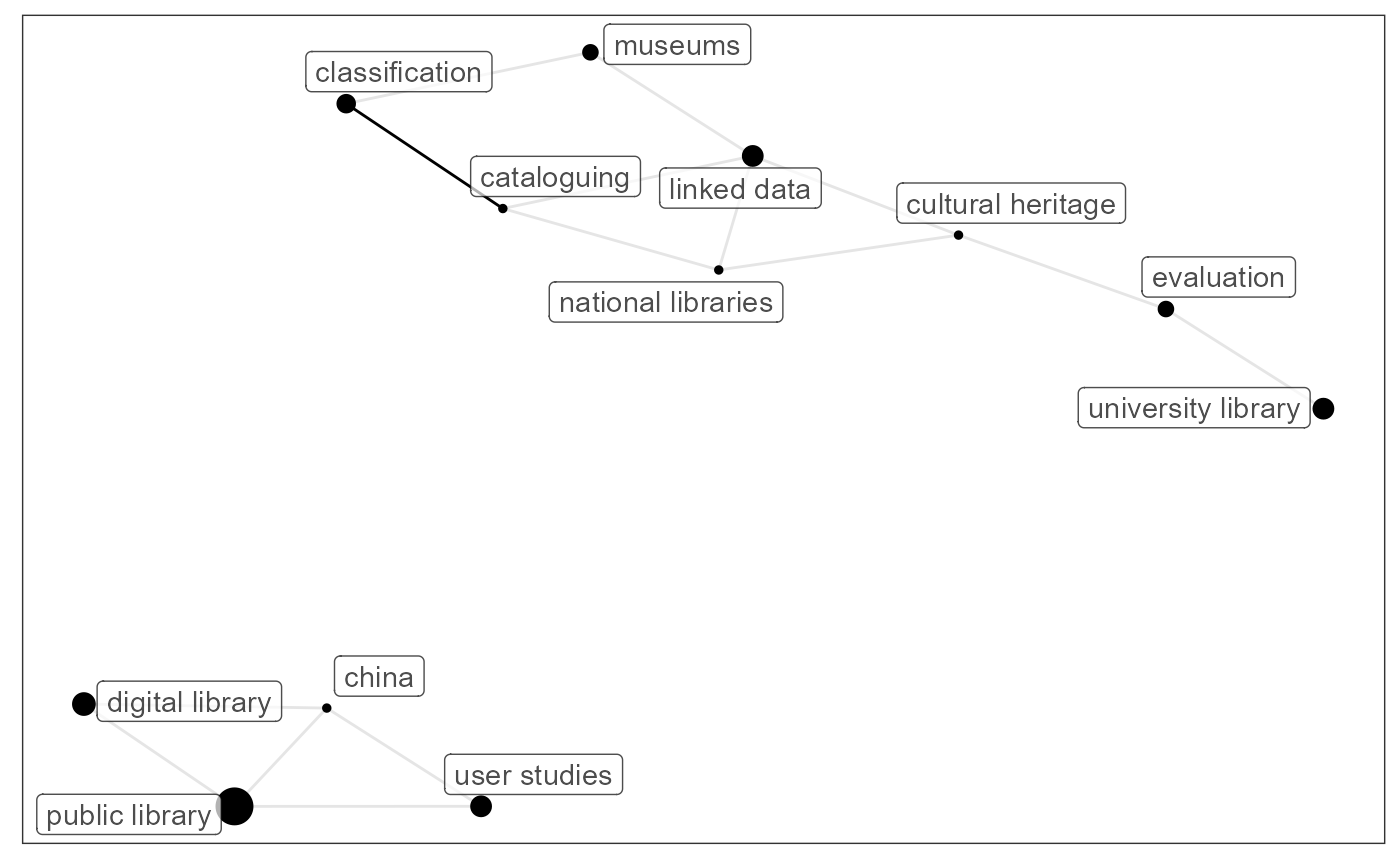 museums
classification
cataloguing
linked data
cultural heritage
evaluation
national libraries
university library
china
digital library
user studies
public library